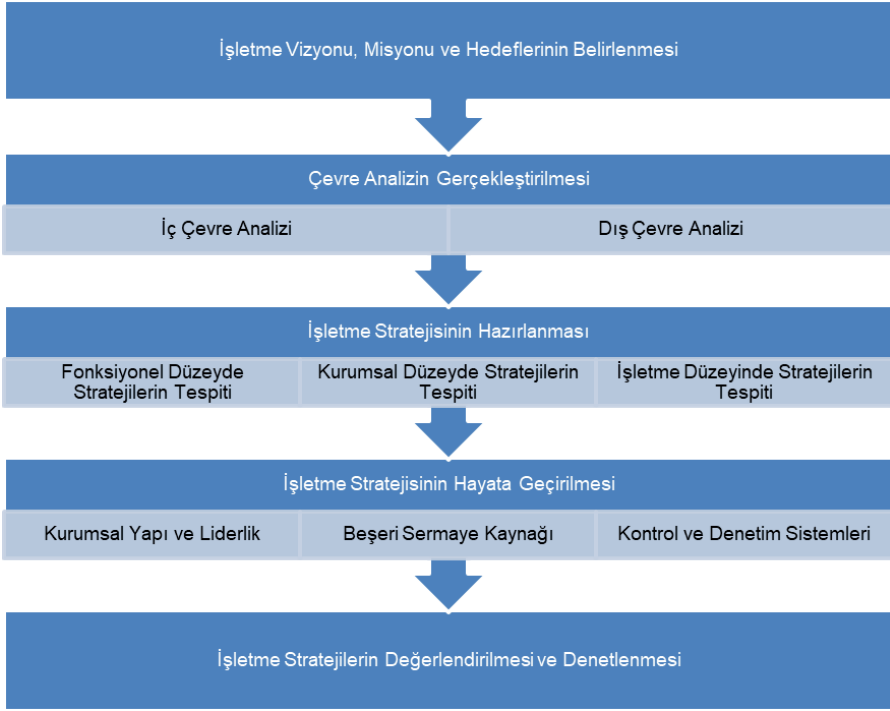 İşletme Vizyonu, Misyonu ve Hedeflerinin Belirlenmesi
Çevre Analizin Gerçekleştirilmesi
İç Çevre Analizi
Dış Çevre Analizi
İşletme Stratejisinin Hazırlanması
Fonksiyonel Düzeyde
Stratejilerin Tespiti
Kurumsal Düzeyde Stratejilerin
Tespiti
İşletme Düzeyinde Stratejilerin
Tespiti
İşletme Stratejisinin Hayata Geçirilmesi
Kurumsal Yapı ve Liderlik
Beşeri Sermaye Kaynağı
Kontrol ve Denetim Sistemleri
İşletme Stratejilerin Değerlendirilmesi ve Denetlenmesi